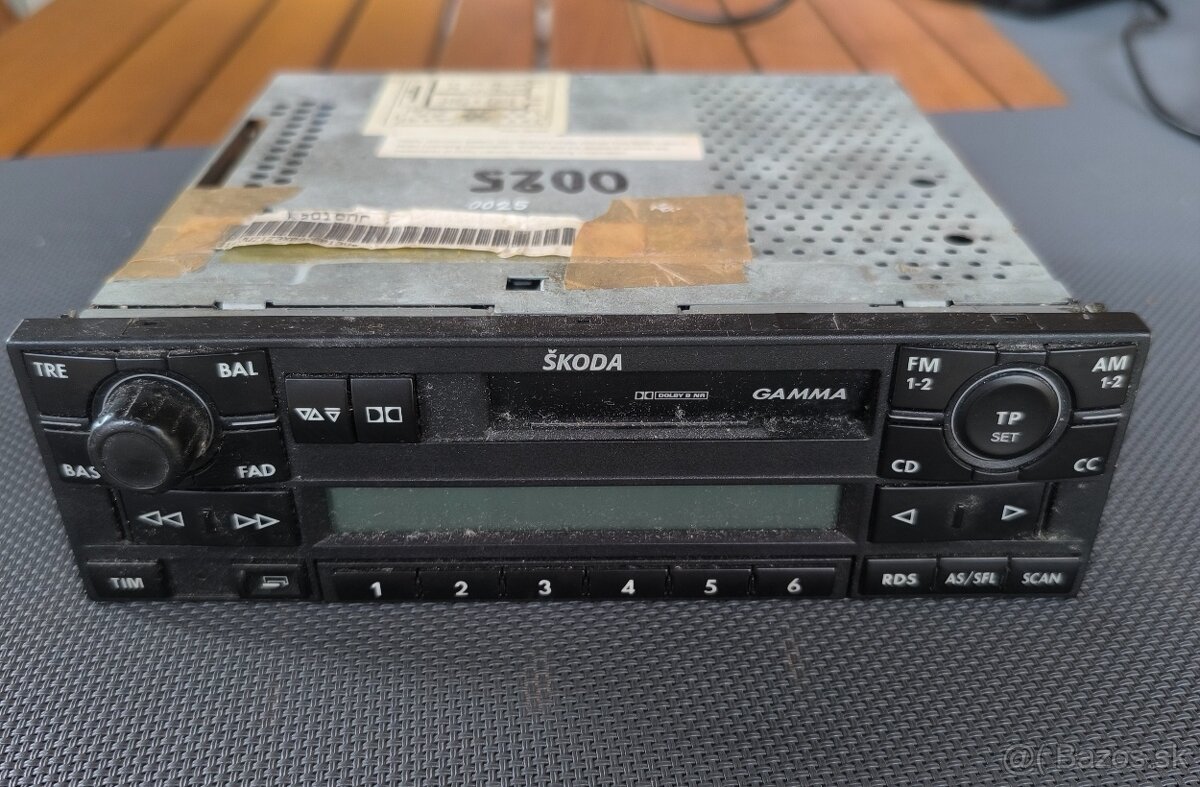 0025
0025
ŠKODA
TRE
BAL
BAS
FAD
DOLBY B NR
GAMMA
FM
1-2
AM
1-2
TP
SET
CD
CC
TIM
1
2
3
4
5
6
RDS
AS/SFL
SCAN
@(Bazos.sk